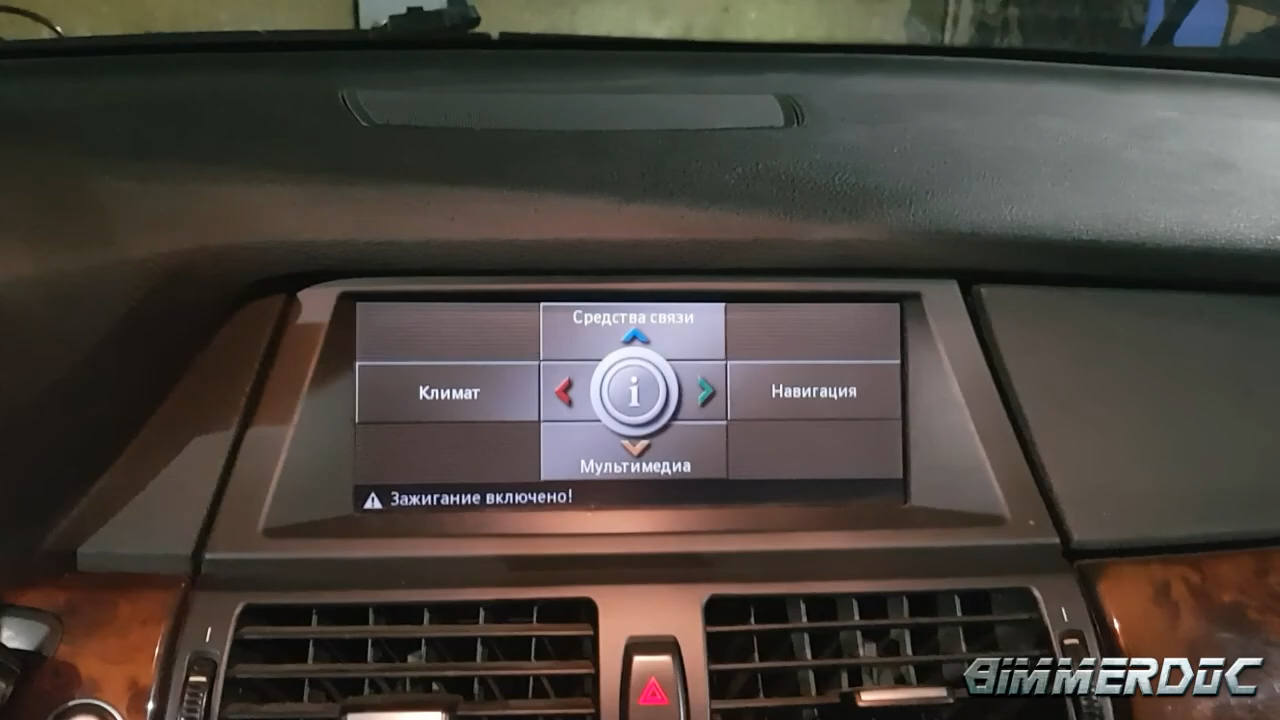 Средства связи
Климат
i
Навигация
Мультимедиа
Зажигание включено!
BIMMERDOC